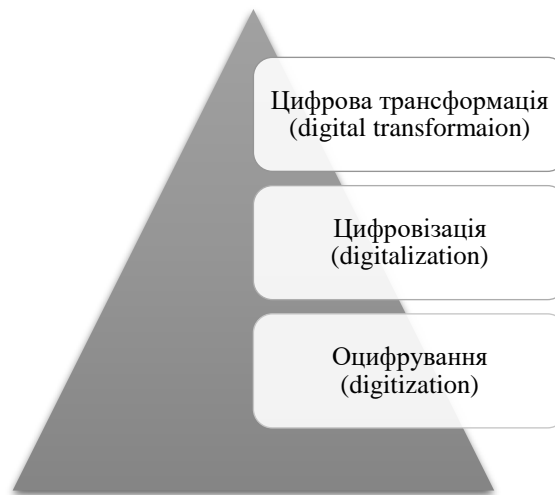 Цифрова трансформація
(digital transformaion)
Цифровізація
(digitalization)
Оцифрування
(digitization)